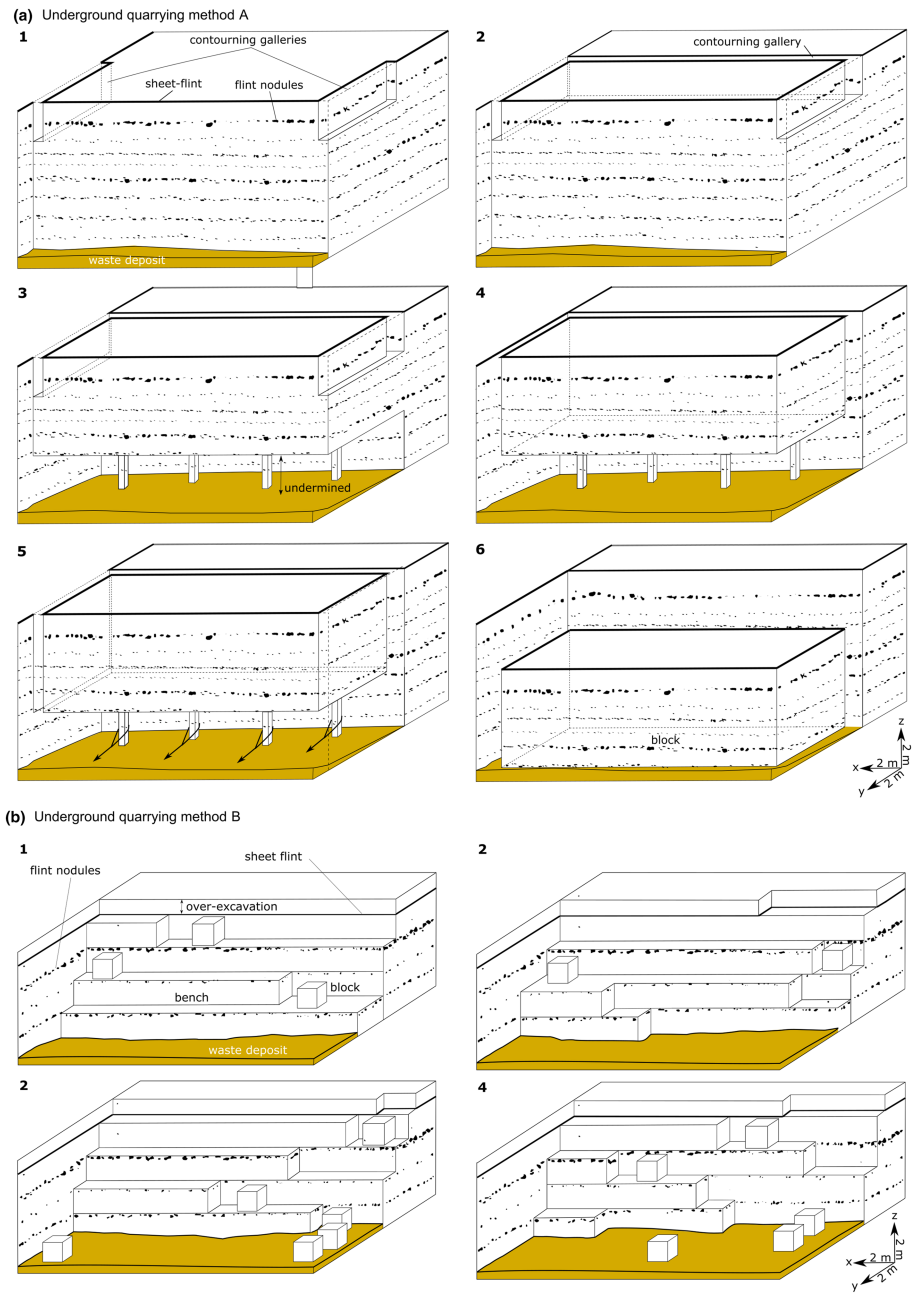 (a) Underground quarrying method A
1
contourning galleries
sheet-flint
flint nodules
waste deposit
2
contourning gallery
3
undermined
4
5
6
block
z
2 m
x
2 m
y
2 m
(b) Underground quarrying method B
1
sheet flint
flint nodules
over-excavation
block
bench
waste deposit
2
2
4
z
2 m
x
2 m
y
2 m